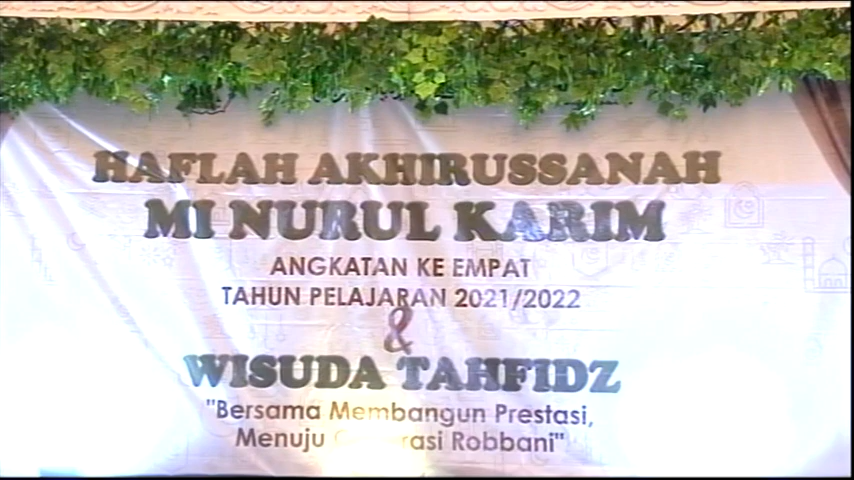 HAFLAH AKHIRUSSANAH
MI NURUL KARIM
ANGKATAN KE EMPAT
TAHUN PELAJARAN 2021/2022
&
WISUDA TAHFIDZ
"Bersama Membangun Prestasi,
Menuju Robbani"